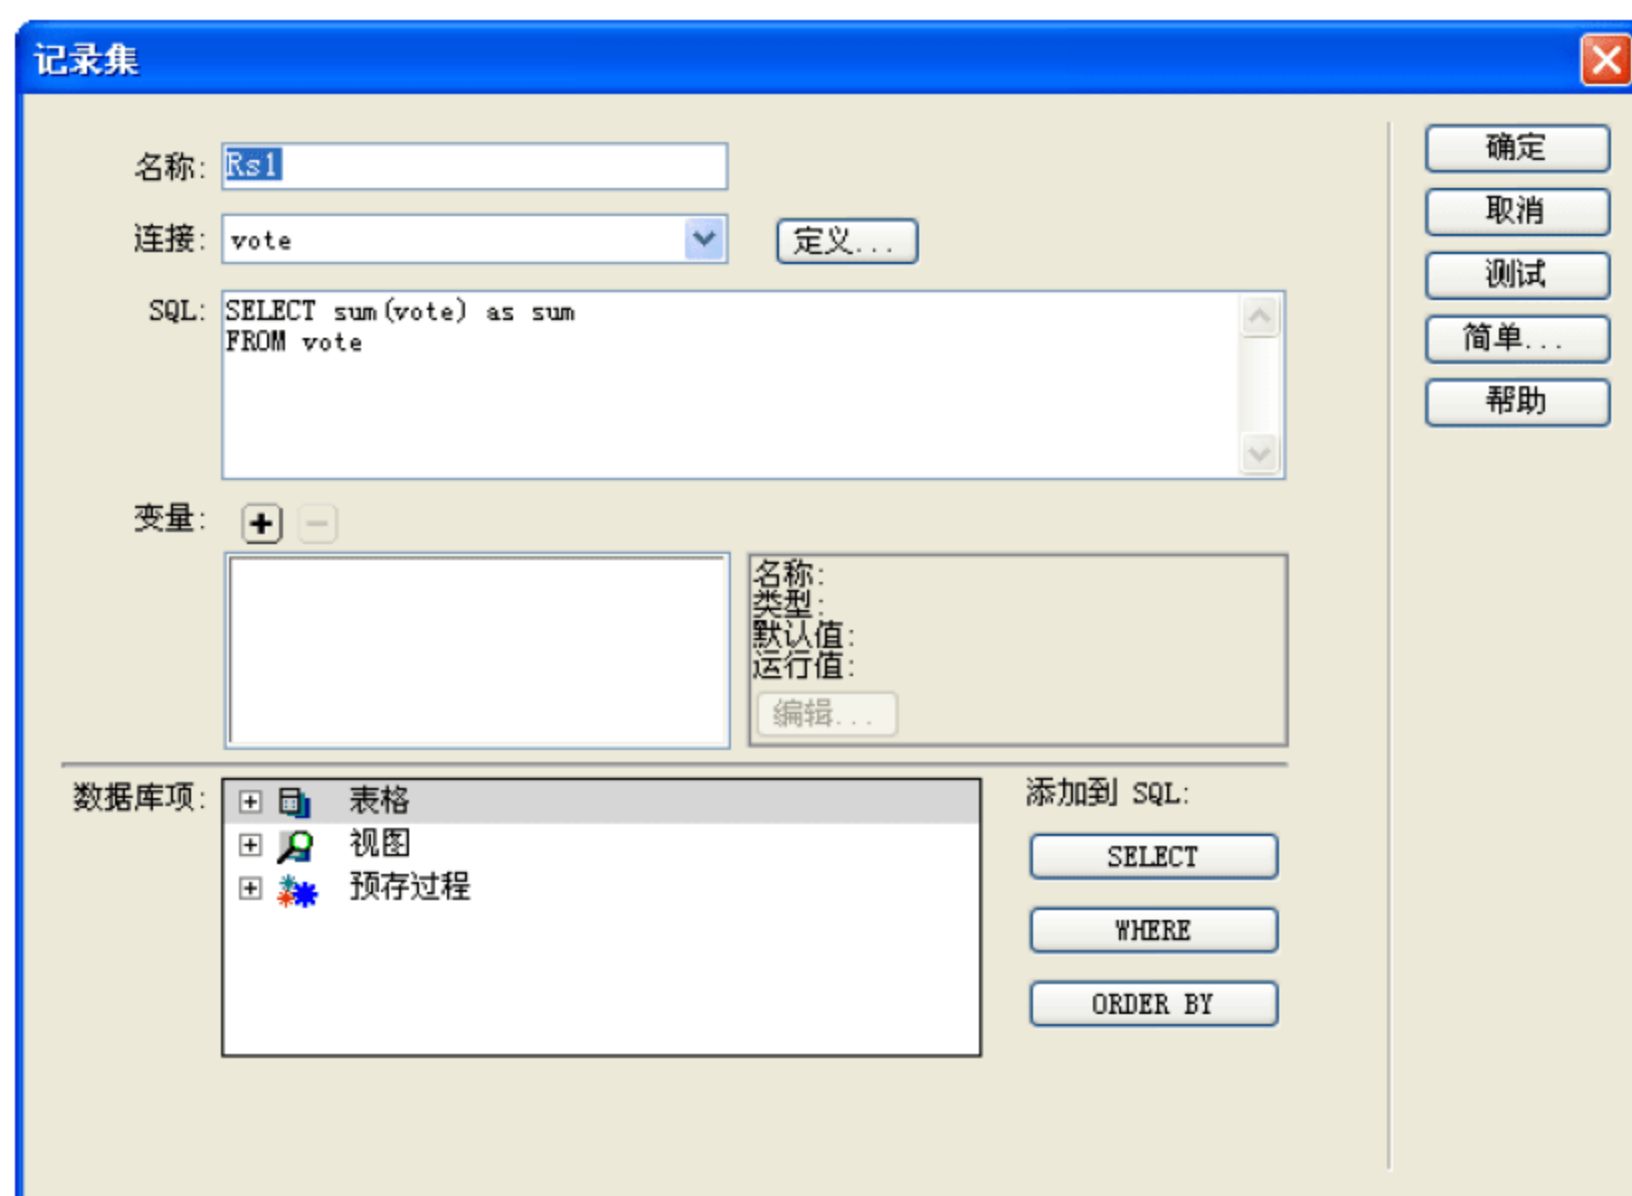 记录集
名称: Rs1
连接: vote 定义...
SQL: SELECT sum(vote) as sum
FROM vote
变量:
名称:
类型:
默认值:
运行值:
编辑...
数据库项: 表格
视图
预存过程
添加到 SQL:
SELECT
WHERE
ORDER BY
确定
取消
测试
简单...
帮助